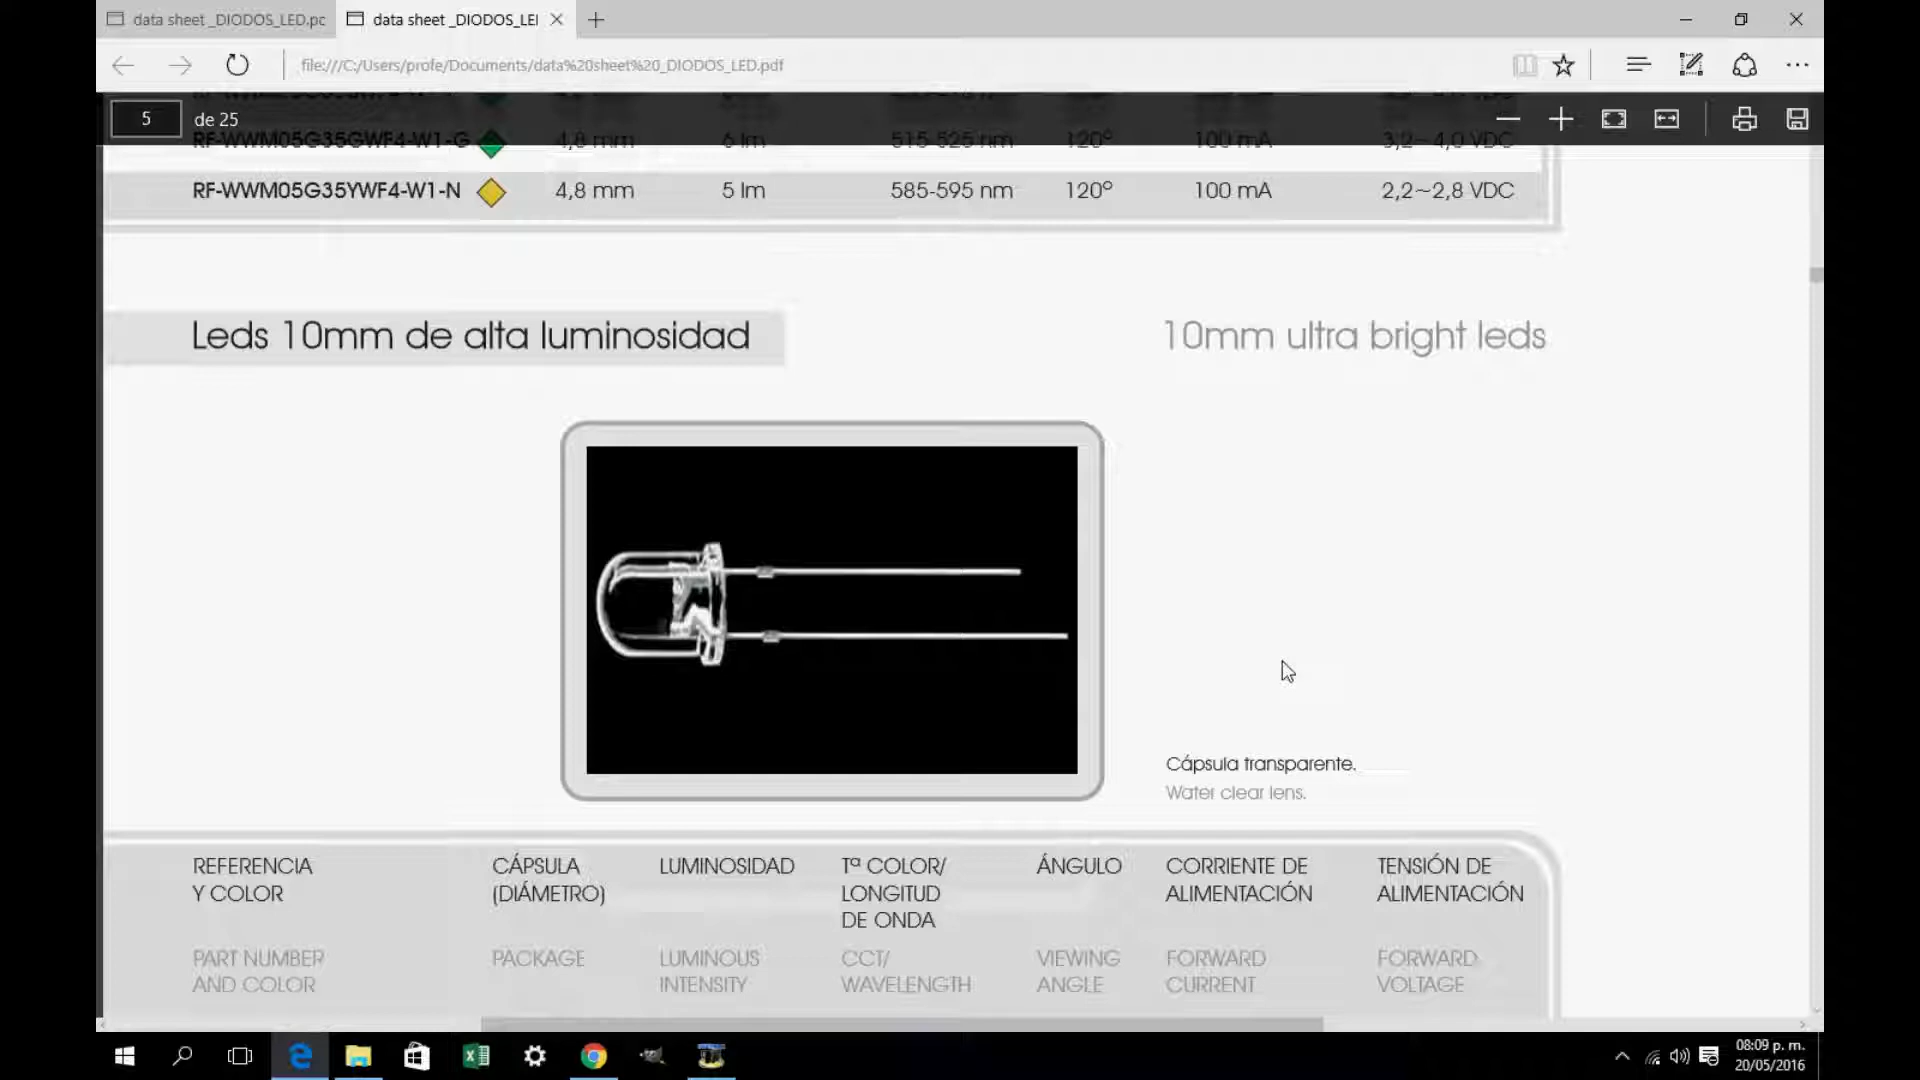 data sheet _DIODOS_LED.pc
data sheet _DIODOS_LEI
file:///C:/Users/profe/Documents/data%20sheet%20_DIODOS_LED.pdf
5 de 25
RF-WWM05G35GWF4-W1-G 4,8 mm 6 lm 515-525 nm 120º 100 mA 3,2~4,0 VDC
RF-WWM05G35YWF4-W1-N 4,8 mm 5 lm 585-595 nm 120º 100 mA 2,2~2,8 VDC
Leds 10mm de alta luminosidad
10mm ultra bright leds
Cápsula transparente.
Water clear lens.
REFERENCIA CÁPSULA LUMINOSIDAD Tª COLOR/ ÁNGULO CORRIENTE DE TENSIÓN DE
Y COLOR (DIÁMETRO) LONGITUD ALIMENTACIÓN ALIMENTACIÓN
DE ONDA
PART NUMBER PACKAGE LUMINOUS CCT/ VIEWING FORWARD FORWARD
AND COLOR INTENSITY WAVELENGTH ANGLE CURRENT VOLTAGE
08:09 p. m.
20/05/2016